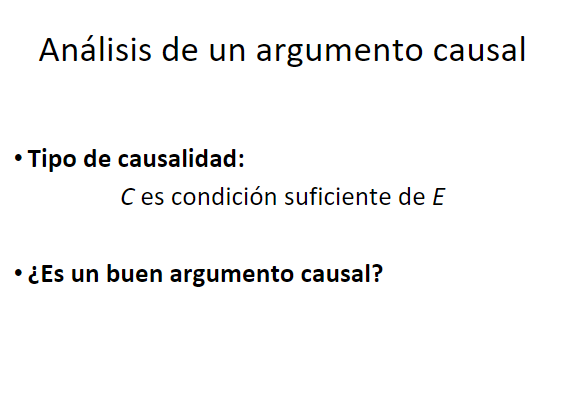 Análisis de un argumento causal
• Tipo de causalidad:
C es condición suficiente de E
• ¿Es un buen argumento causal?